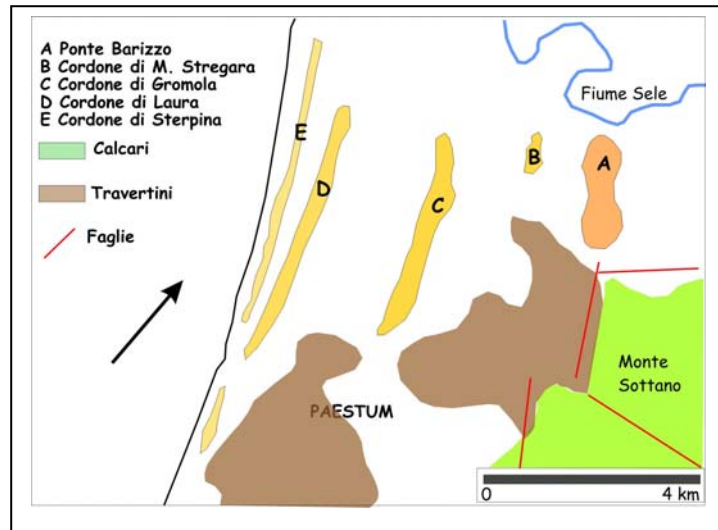 A Ponte Barizzo
B Cordone di M. Stregara
C Cordone di Gromola
D Cordone di Laura
E Cordone di Sterpina
Calcari
Travertini
Faglie
Fiume Sele
E
D
C
B
A
Monte
Sottano
PAESTUM
0
4 km